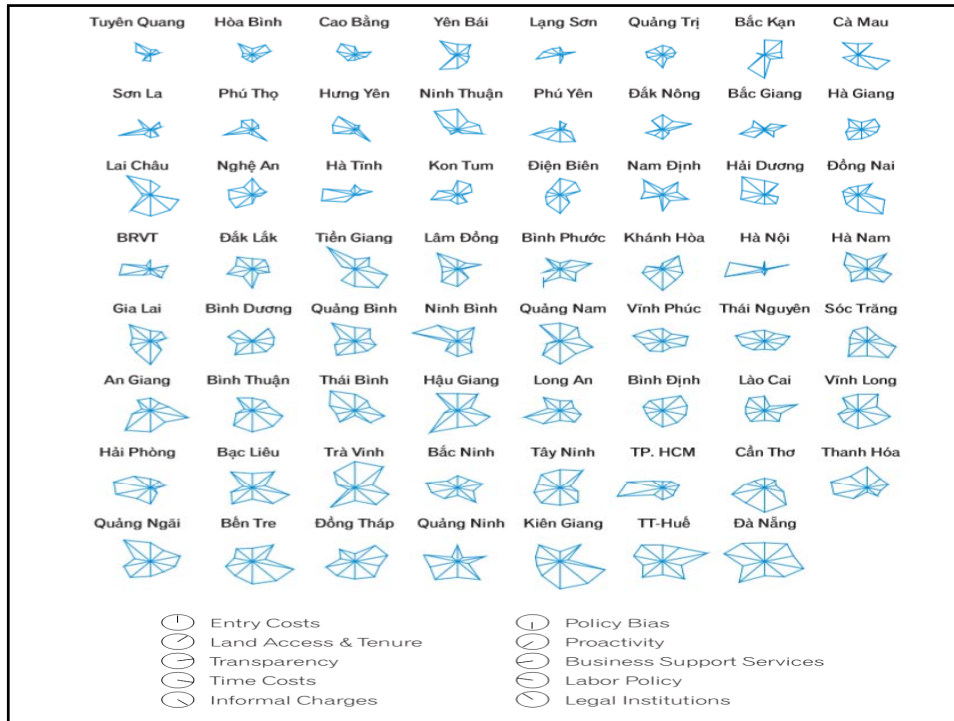 Tuyên Quang Hòa Bình Cao Bằng Yên Bái Lạng Sơn Quảng Trị Bắc Kạn Cà Mau
Sơn La Phú Thọ Hưng Yên Ninh Thuận Phú Yên Đắk Nông Bắc Giang Hà Giang
Lai Châu Nghệ An Hà Tĩnh Kon Tum Điện Biên Nam Định Hải Dương Đồng Nai
BRVT Đắk Lắk Tiền Giang Lâm Đồng Bình Phước Khánh Hòa Hà Nội Hà Nam
Gia Lai Bình Dương Quảng Bình Ninh Bình Quảng Nam Vĩnh Phúc Thái Nguyên Sóc Trăng
An Giang Bình Thuận Thái Bình Hậu Giang Long An Bình Định Lào Cai Vĩnh Long
Hải Phòng Bạc Liêu Trà Vinh Bắc Ninh Tây Ninh TP. HCM Cần Thơ Thanh Hóa
Quảng Ngãi Bến Tre Đồng Tháp Quảng Ninh Kiên Giang TT-Huế Đà Nẵng
Entry Costs
Land Access & Tenure
Transparency
Time Costs
Informal Charges
Policy Bias
Proactivity
Business Support Services
Labor Policy
Legal Institutions